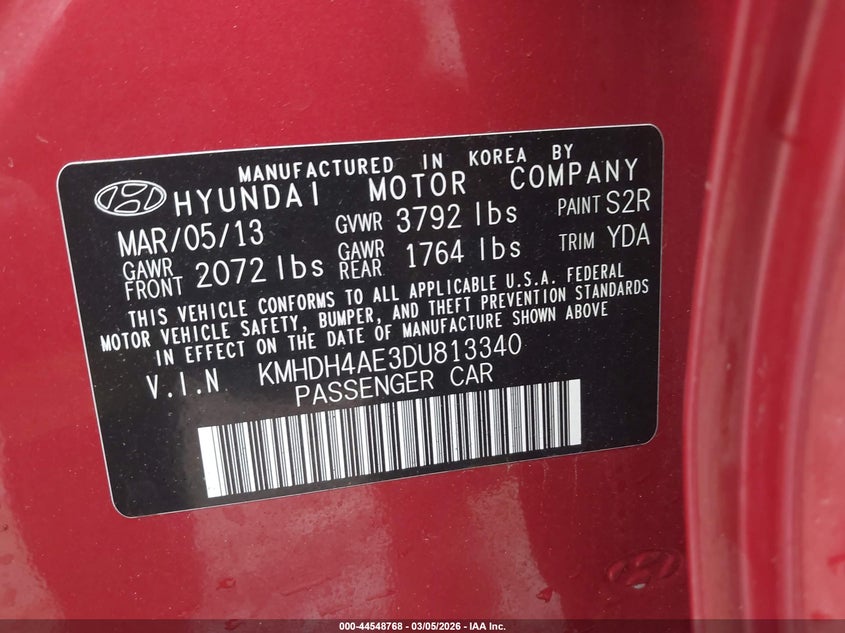 MANUFACTURED IN KOREA BY
HYUNDAI MOTOR COMPANY
MAR/05/13 GVWR 3792 lbs PAINT S2R
GAWR FRONT 2072 lbs GAWR REAR 1764 lbs TRIM YDA
THIS VEHICLE CONFORMS TO ALL APPLICABLE U.S.A. FEDERAL
MOTOR VEHICLE SAFETY, BUMPER, AND THEFT PREVENTION STANDARDS
IN EFFECT ON THE DATE OF MANUFACTURE SHOWN ABOVE
V.I.N KMHDH4AE3DU813340
PASSENGER CAR
000-44548768 - 03/05/2026 - IAA Inc.